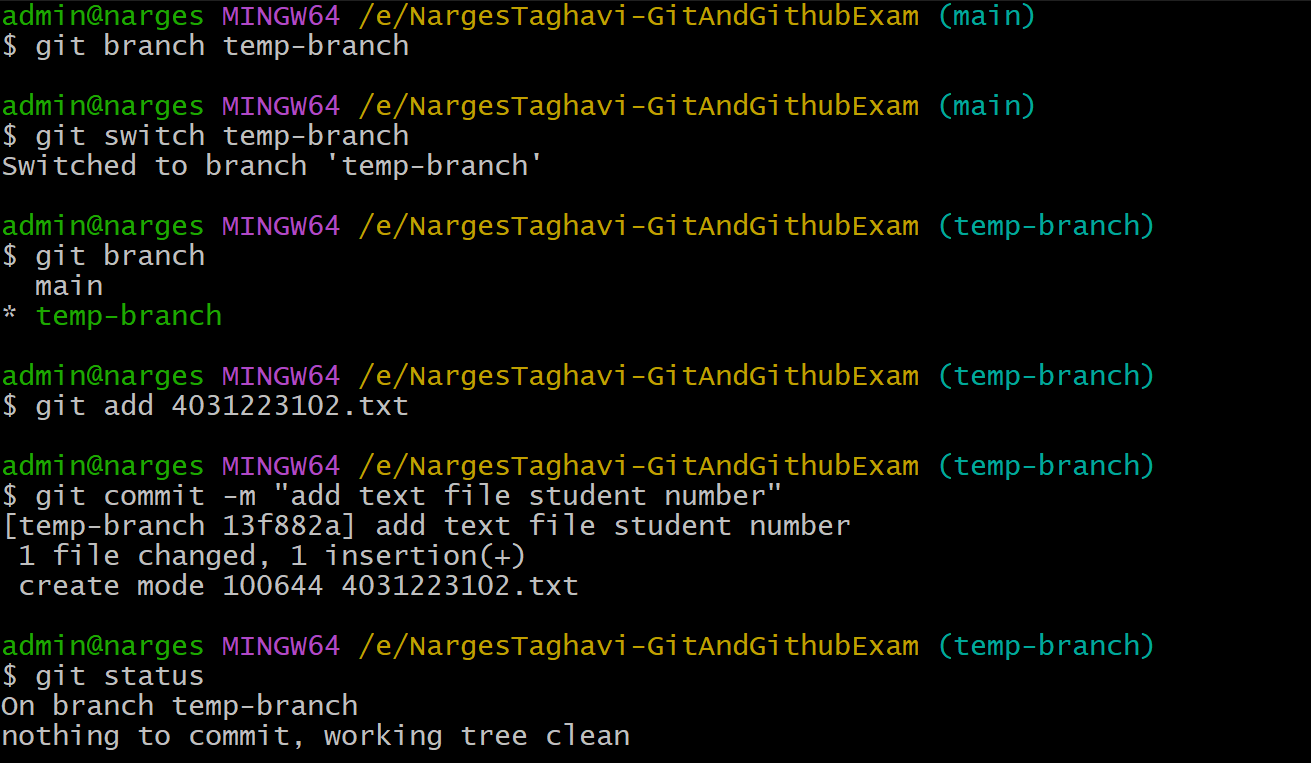 admin@narges MINGW64 /e/NargesTaghavi-GitAndGithubExam (main)
$ git branch temp-branch
admin@narges MINGW64 /e/NargesTaghavi-GitAndGithubExam (main)
$ git switch temp-branch
Switched to branch 'temp-branch'
admin@narges MINGW64 /e/NargesTaghavi-GitAndGithubExam (temp-branch)
$ git branch
  main
* temp-branch
admin@narges MINGW64 /e/NargesTaghavi-GitAndGithubExam (temp-branch)
$ git add 4031223102.txt
admin@narges MINGW64 /e/NargesTaghavi-GitAndGithubExam (temp-branch)
$ git commit -m "add text file student number"
[temp-branch 13f882a] add text file student number
 1 file changed, 1 insertion(+)
 create mode 100644 4031223102.txt
admin@narges MINGW64 /e/NargesTaghavi-GitAndGithubExam (temp-branch)
$ git status
On branch temp-branch
nothing to commit, working tree clean